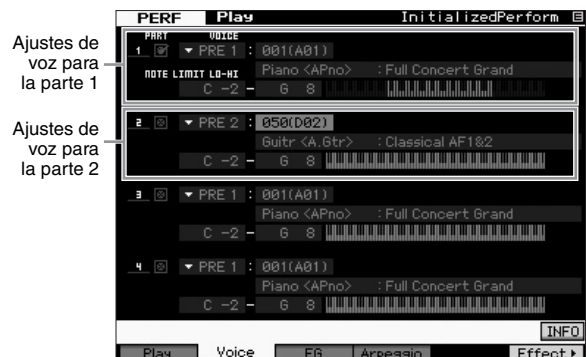 PERF Play InitializedPerform
Ajustes de
voz para
la parte 1
PART VOICE
1 PRE 1 : 001(A01)
Piano <APno> : Full Concert Grand
NOTE LIMIT LO-HI
C -2 - G 8
Ajustes de
voz para
la parte 2
2 PRE 2 : 050(D02)
Guitr <A.Gtr> : Classical AF1&2
C -2 - G 8
3 PRE 1 : 001(A01)
Piano <APno> : Full Concert Grand
C -2 - G 8
4 PRE 1 : 001(A01)
Piano <APno> : Full Concert Grand
C -2 - G 8
INFO
Play Voice EG Arpeggio Effect